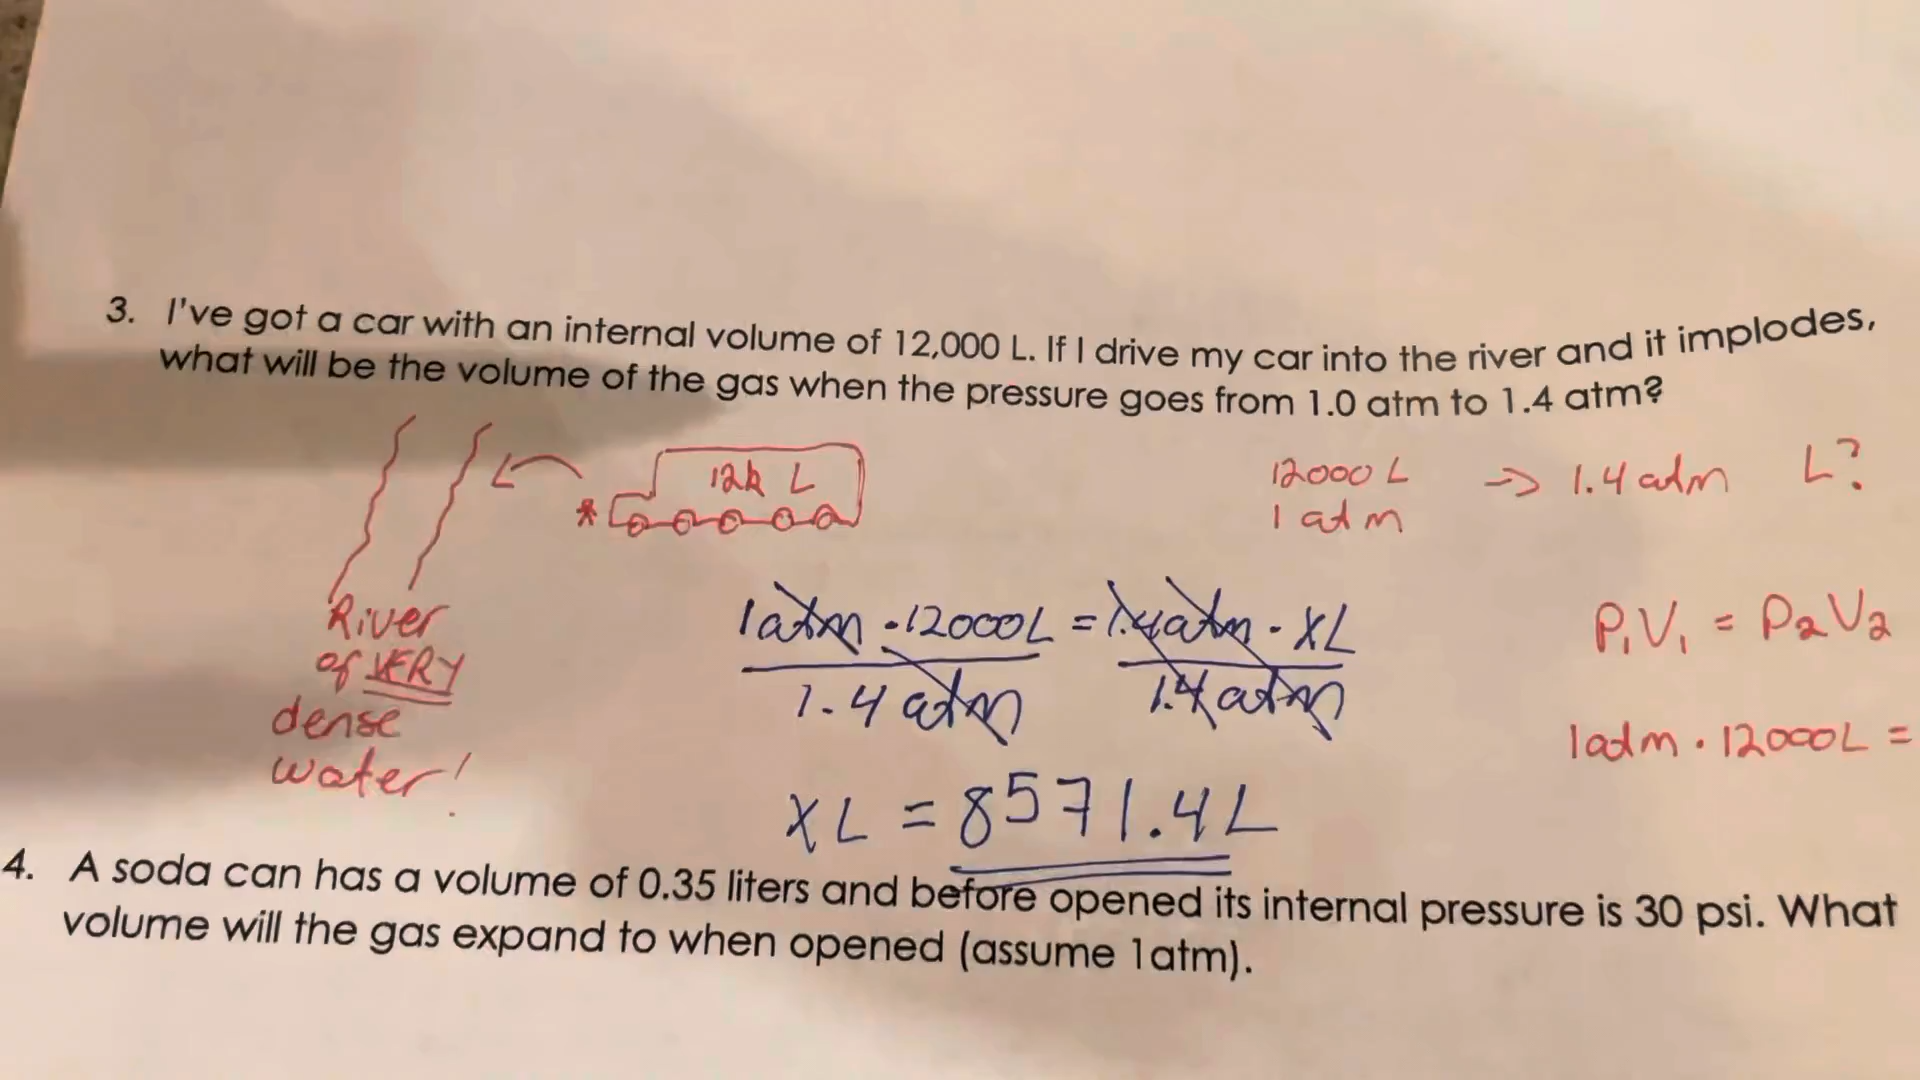 3. I've got a car with an internal volume of 12,000 L. If I drive my car into the river and it implodes,
what will be the volume of the gas when the pressure goes from 1.0 atm to 1.4 atm?
12k L
12000 L → 1.4 atm L?
1 atm
River
of VERY
dense
water!
1atm · 12000L = 1.4atm · XL
1.4 atm 1.4 atm
P₁V₁ = P₂V₂
1atm · 12000L =
XL = 8571.4L
4. A soda can has a volume of 0.35 liters and before opened its internal pressure is 30 psi. What
volume will the gas expand to when opened (assume 1atm).